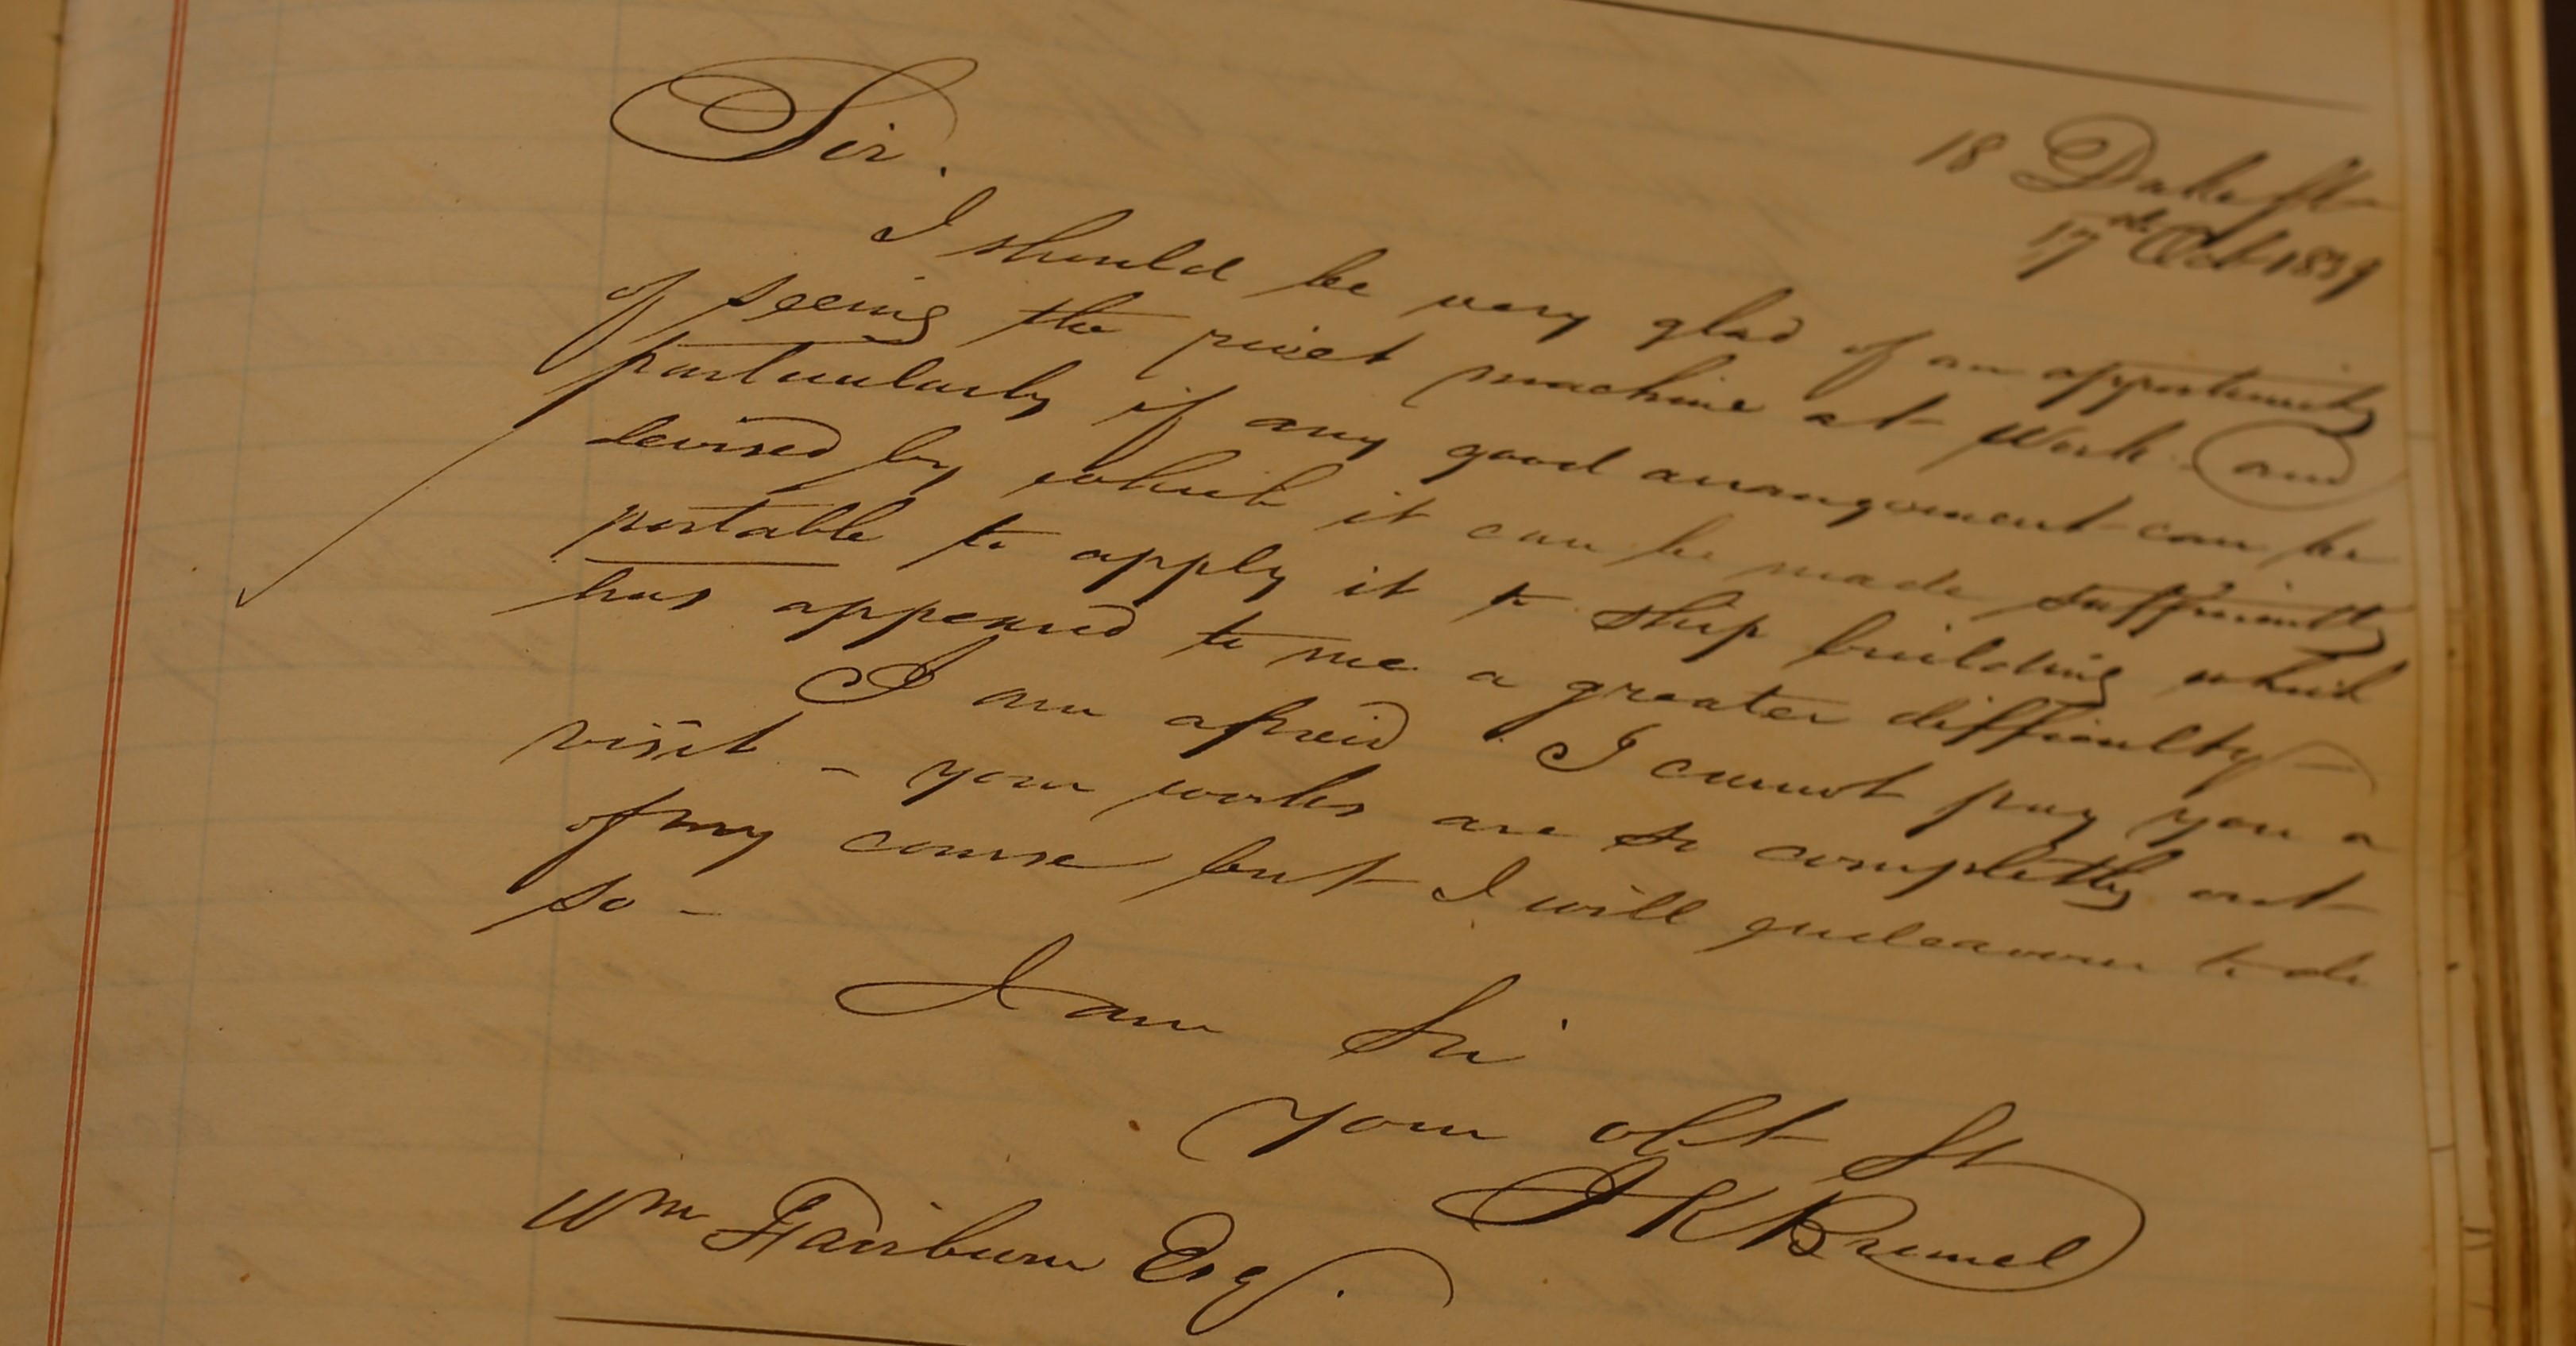 18 Duke St
17th Oct 1839
Sir.
I should be very glad of an opportunity
of seeing the rivet machine at work - and
particularly if any good arrangement can be
devised by which it can be made sufficiently
portable to apply it to ship building which
has appeared to me a greater difficulty -
I am afraid I cannot pay you a
visit - your works are so completely out
of my course but I will endeavour to do
so -
I am Sir
your obt St
I K Brunel
Wm Fairburn Esq.